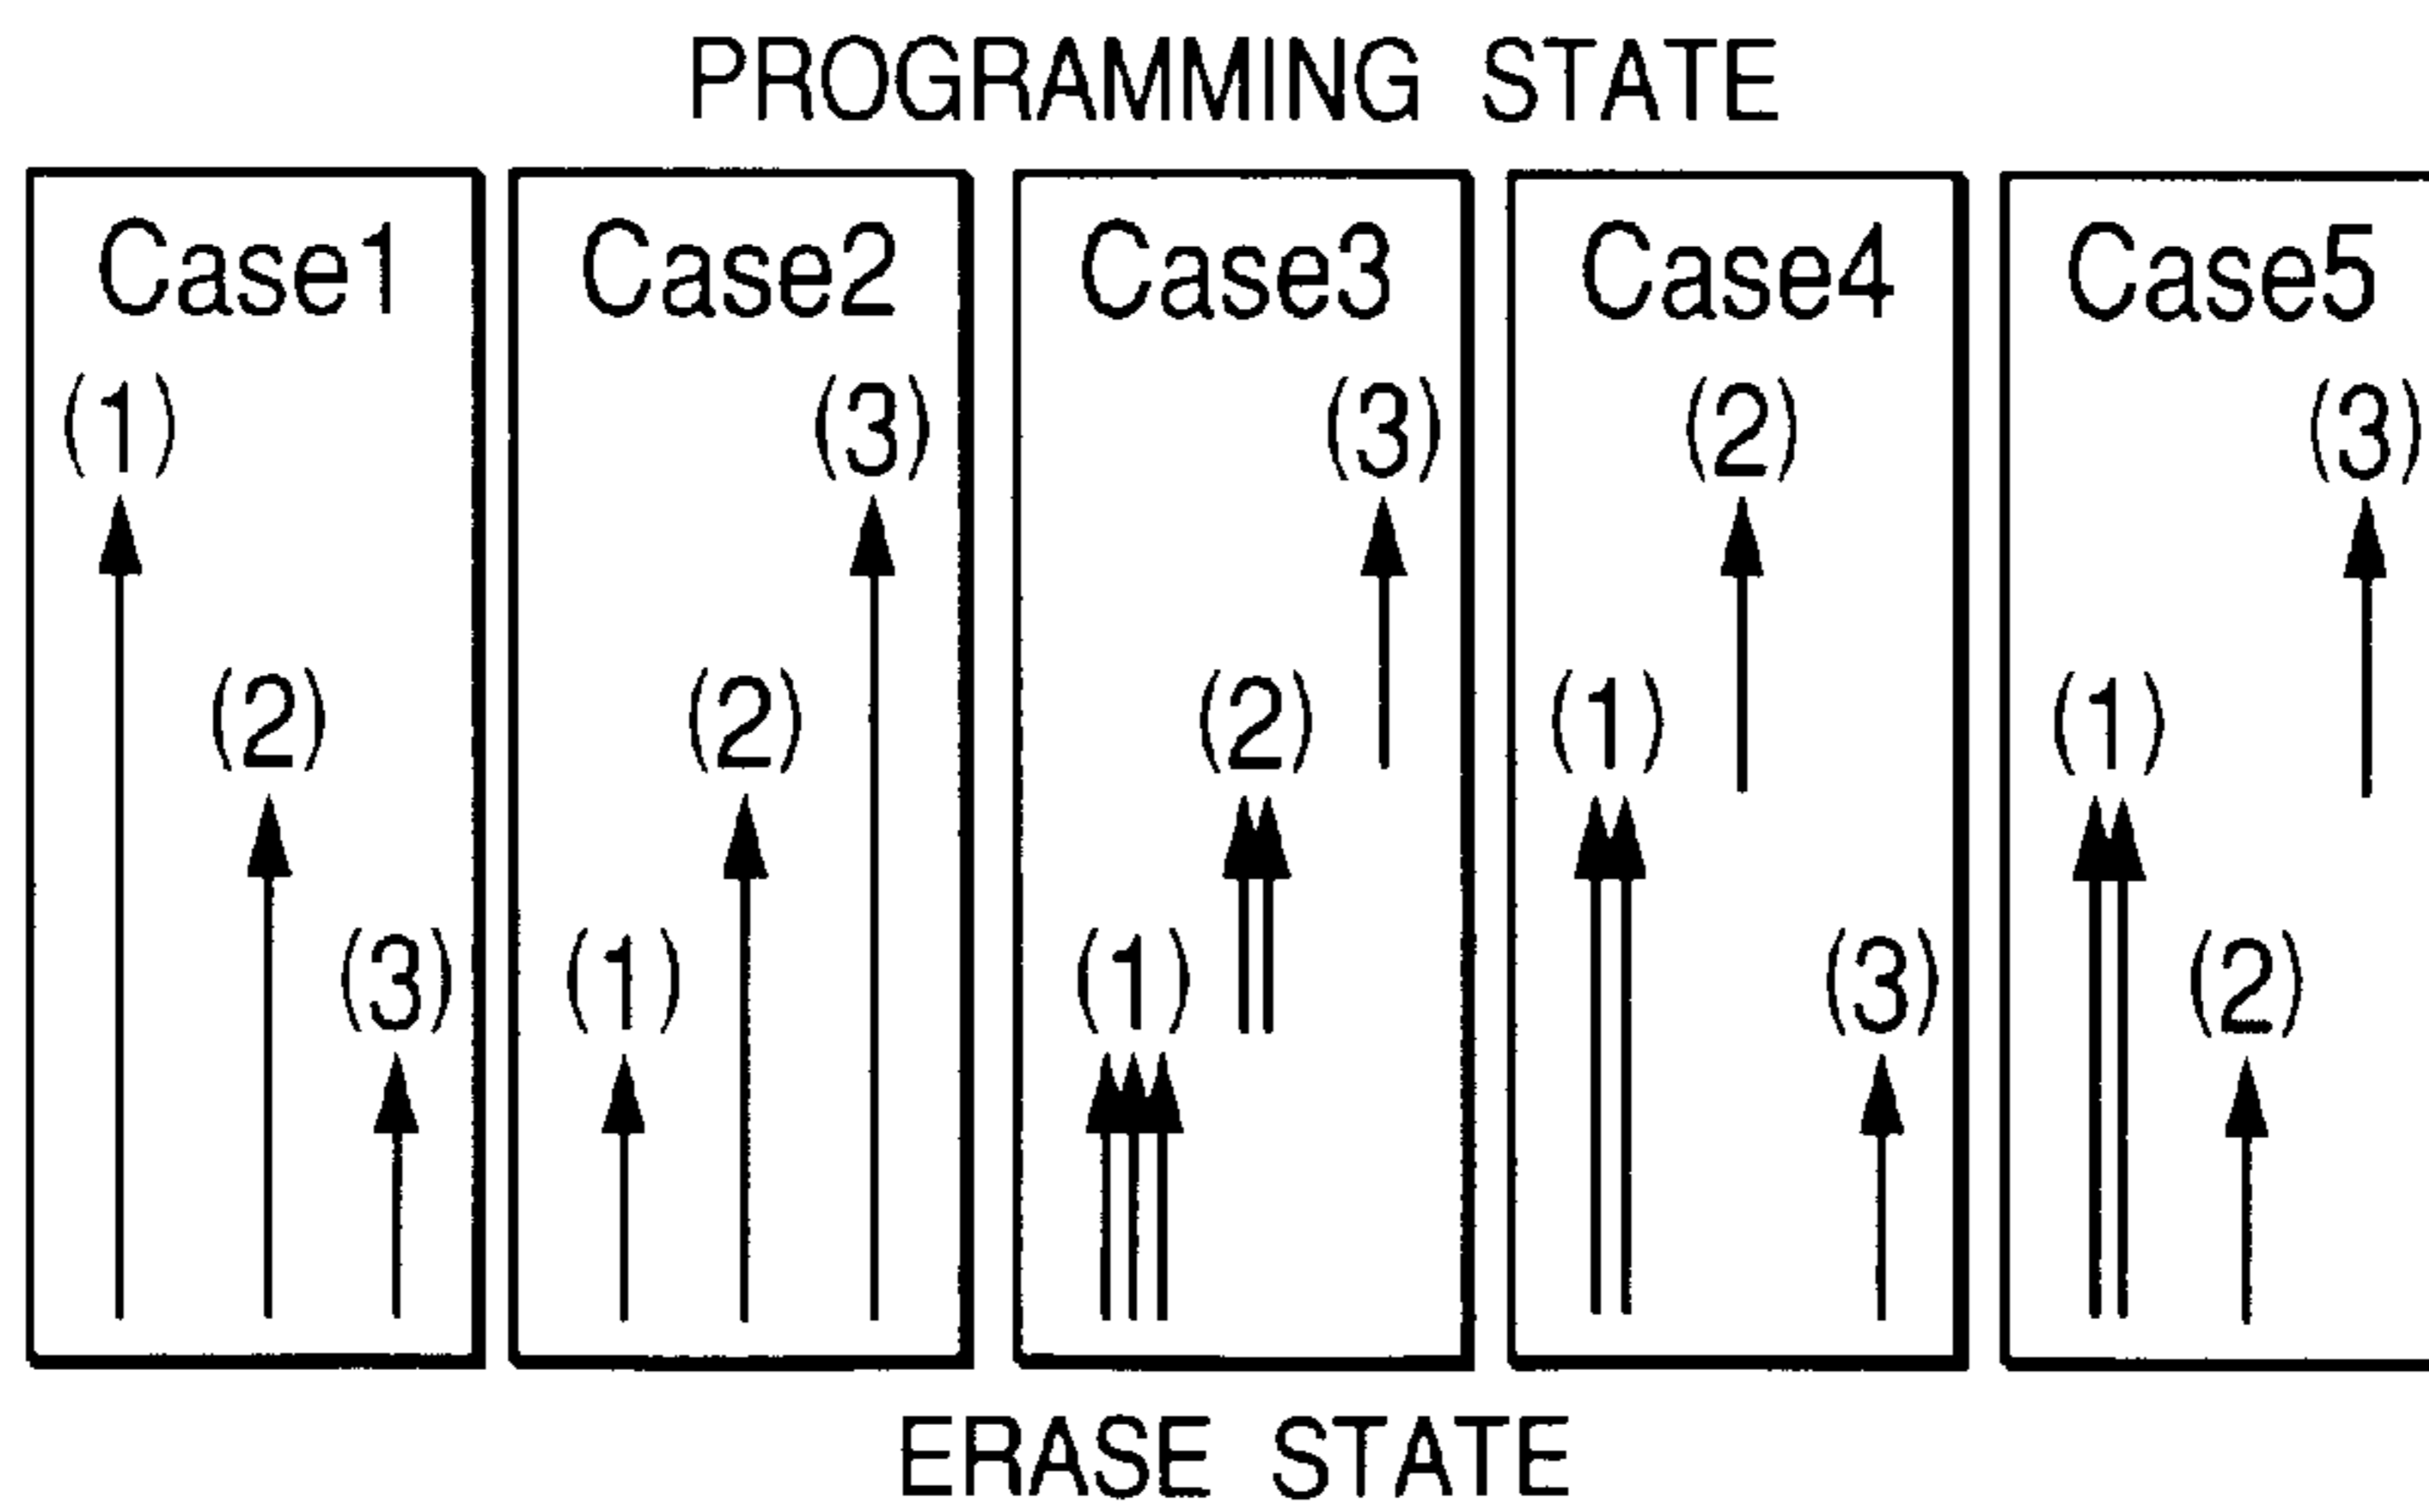 PROGRAMMING STATE
Case1 Case2 Case3 Case4 Case5
(1) (3) (3) (2) (3)
(2) (2) (2) (1) (1)
(3) (1) (1) (3) (2)
ERASE STATE